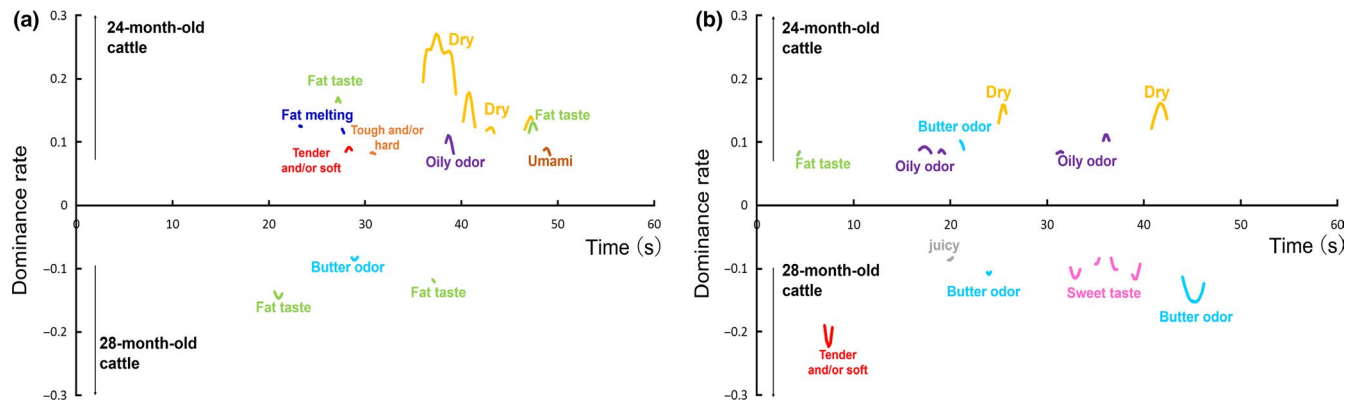 (a)
0.3
24-month-old
cattle
Dry
0.2
Fat taste
Fat melting
Dry
Fat taste
Tough and/or
hard
0.1
Tender
and/or soft
Oily odor
Umami
Dominance rate
0
0
10
20
30
40
50
60
Time (s)
Butter odor
−0.1
Fat taste
Fat taste
−0.2
28-month-old
cattle
−0.3
(b)
0.3
24-month-old
cattle
0.2
Dry
Dry
Butter odor
0.1
Fat taste
Oily odor
Oily odor
Dominance rate
0
0
10
20
30
40
50
60
Time (s)
juicy
−0.1
28-month-old
cattle
Butter odor
Sweet taste
Butter odor
−0.2
Tender
and/or soft
−0.3